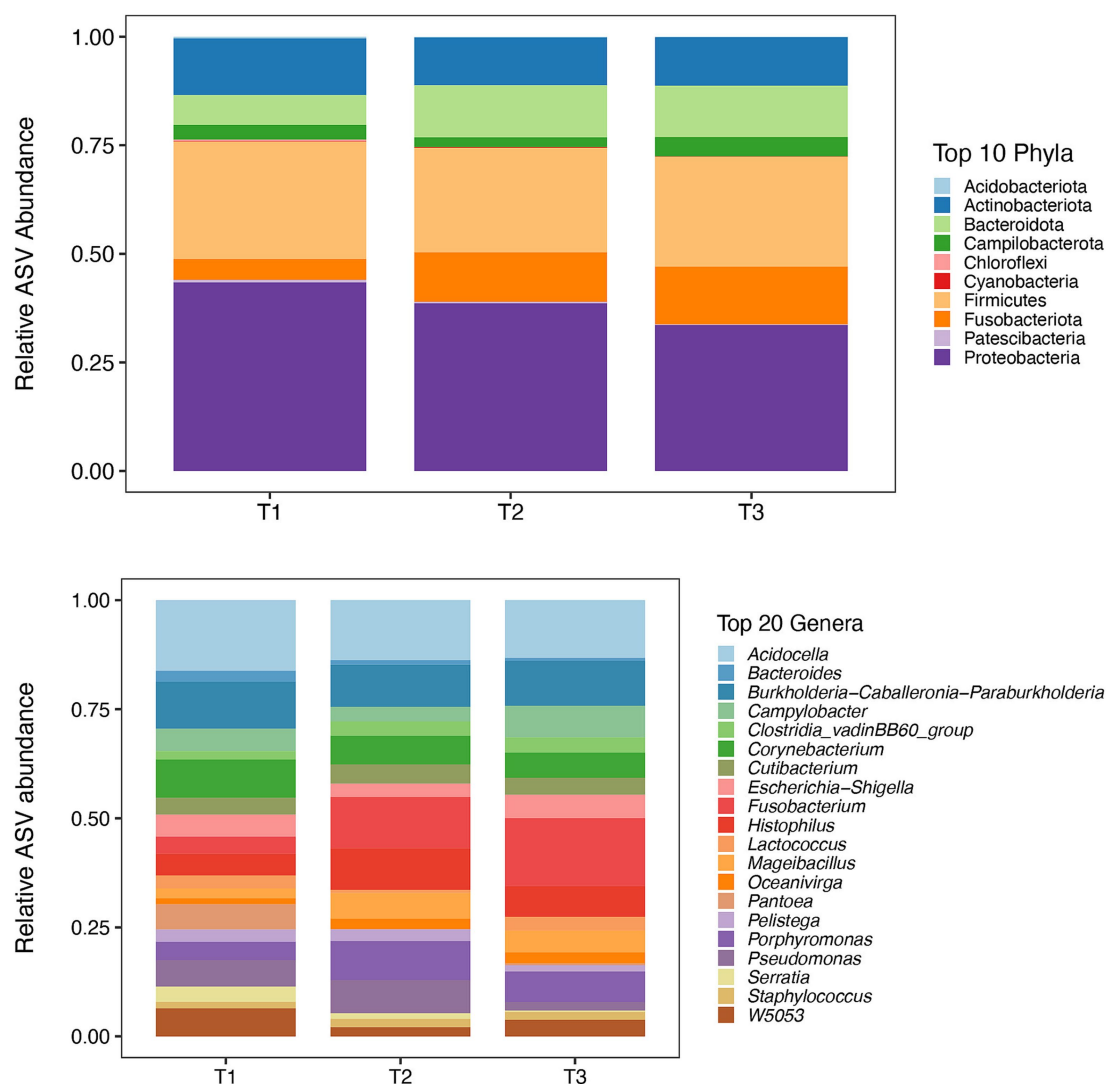 Relative ASV Abundance
1.00
0.75
0.50
0.25
0.00
T1
T2
T3
Top 10 Phyla
Acidobacteriota
Actinobacteriota
Bacteroidota
Campilobacterota
Chloroflexi
Cyanobacteria
Firmicutes
Fusobacteriota
Patescibacteria
Proteobacteria
Relative ASV abundance
1.00
0.75
0.50
0.25
0.00
T1
T2
T3
Top 20 Genera
Acidocella
Bacteroides
Burkholderia−Caballeronia−Paraburkholderia
Campylobacter
Clostridia_vadinBB60_group
Corynebacterium
Cutibacterium
Escherichia−Shigella
Fusobacterium
Histophilus
Lactococcus
Mageibacillus
Oceanivirga
Pantoea
Pelistega
Porphyromonas
Pseudomonas
Serratia
Staphylococcus
W5053